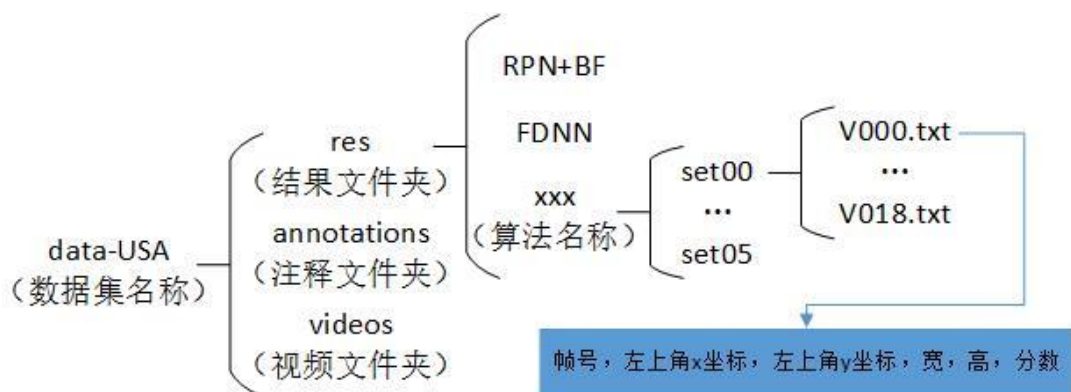 data-USA
（数据集名称）
res
（结果文件夹）
annotations
（注释文件夹）
videos
（视频文件夹）
RPN+BF
FDNN
xxx
（算法名称）
set00
...
set05
V000.txt
...
V018.txt
帧号，左上角x坐标，左上角y坐标，宽，高，分数